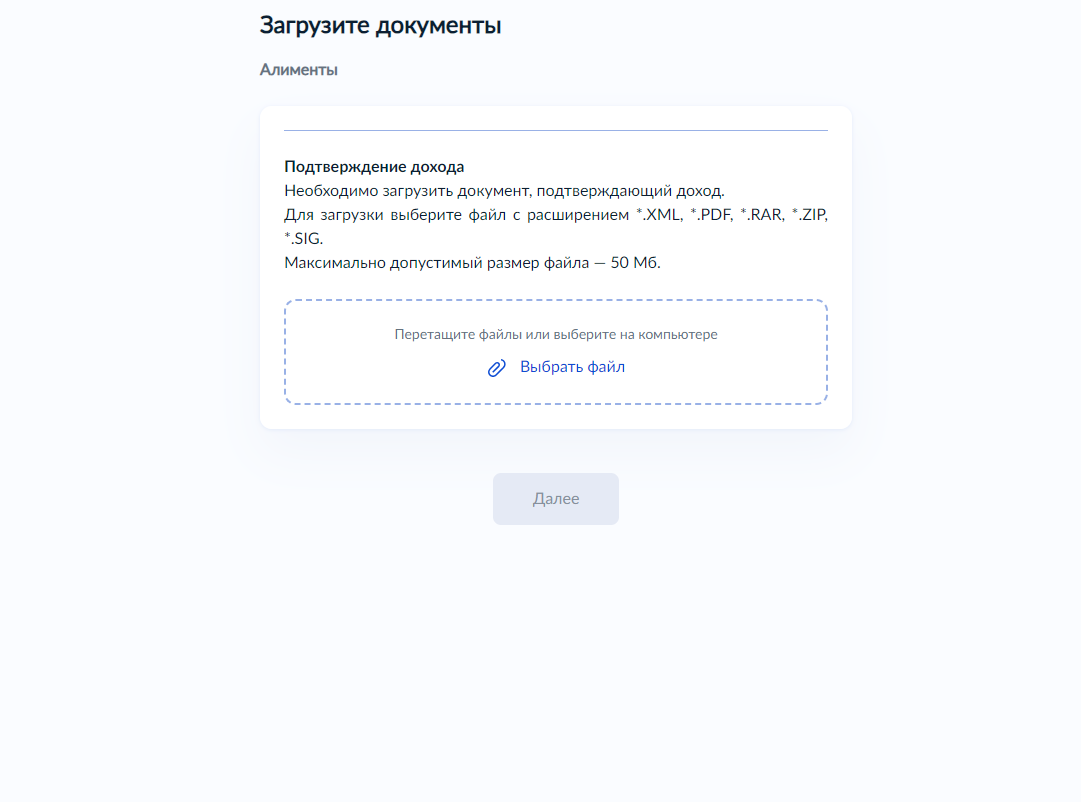 Загрузите документы
Алименты
Подтверждение дохода
Необходимо загрузить документ, подтверждающий доход.
Для загрузки выберите файл с расширением *.XML, *.PDF, *.RAR, *.ZIP,
*.SIG.
Максимально допустимый размер файла — 50 Мб.
Перетащите файлы или выберите на компьютере
Выбрать файл
Далее